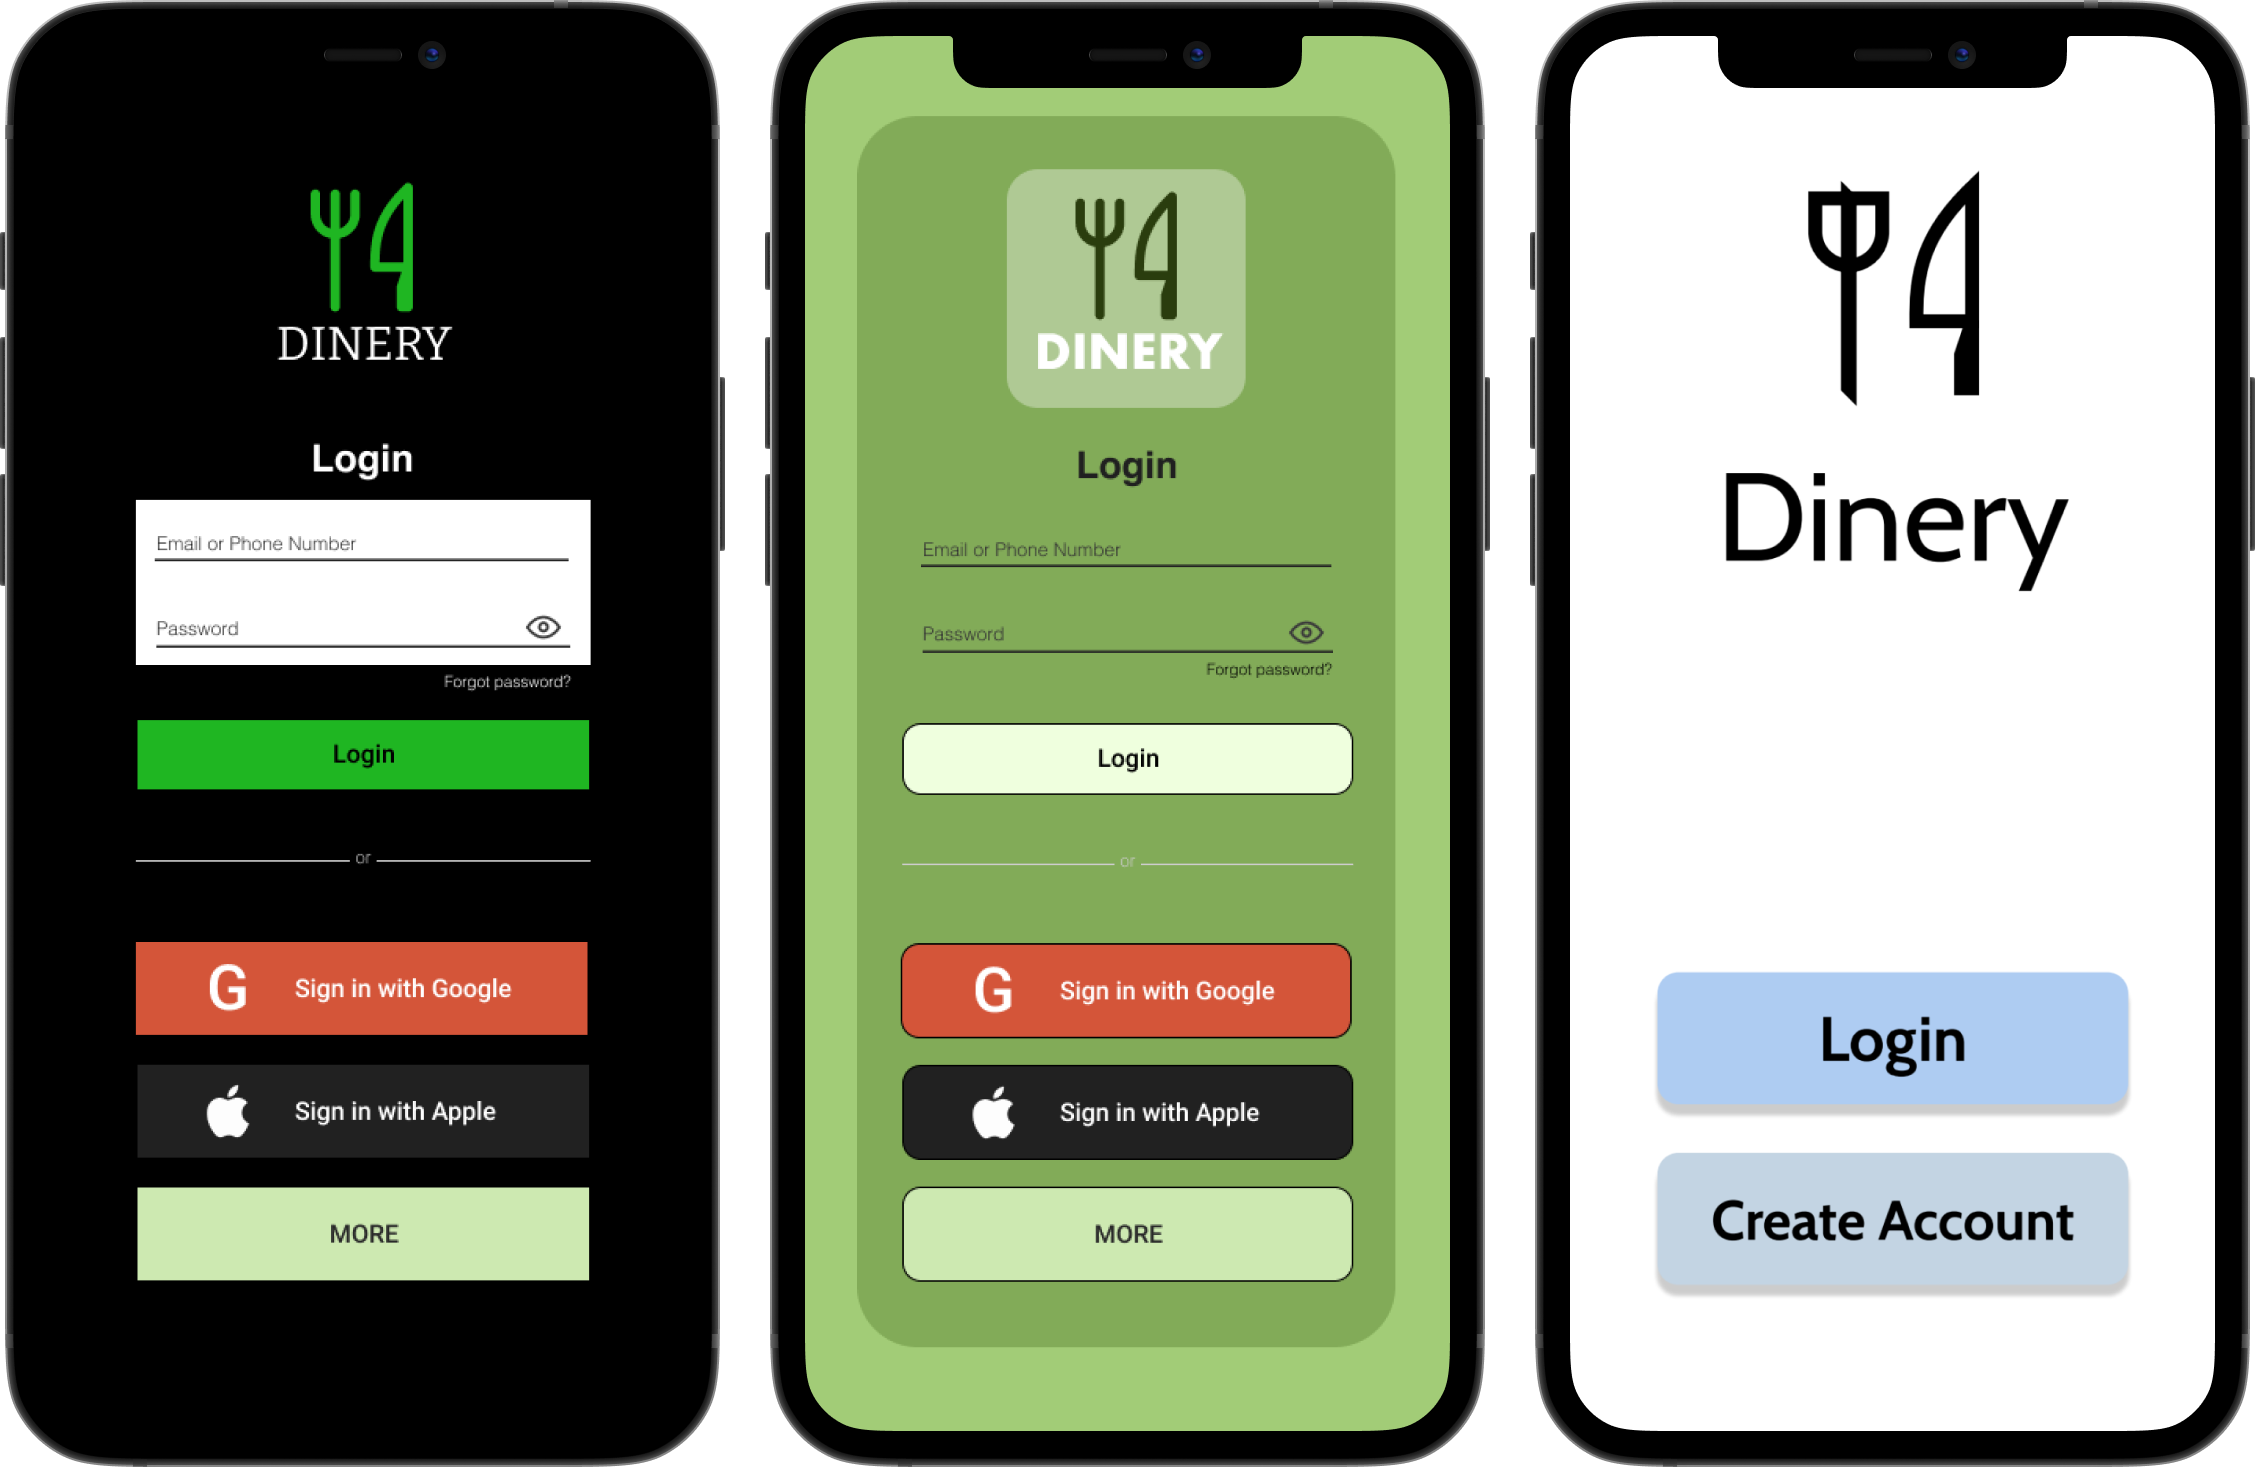 DINERY
Login
Email or Phone Number
Password
Forgot password?
Login
or
G Sign in with Google
Sign in with Apple
MORE
DINERY
Login
Email or Phone Number
Password
Forgot password?
Login
or
G Sign in with Google
Sign in with Apple
MORE
Dinery
Login
Create Account